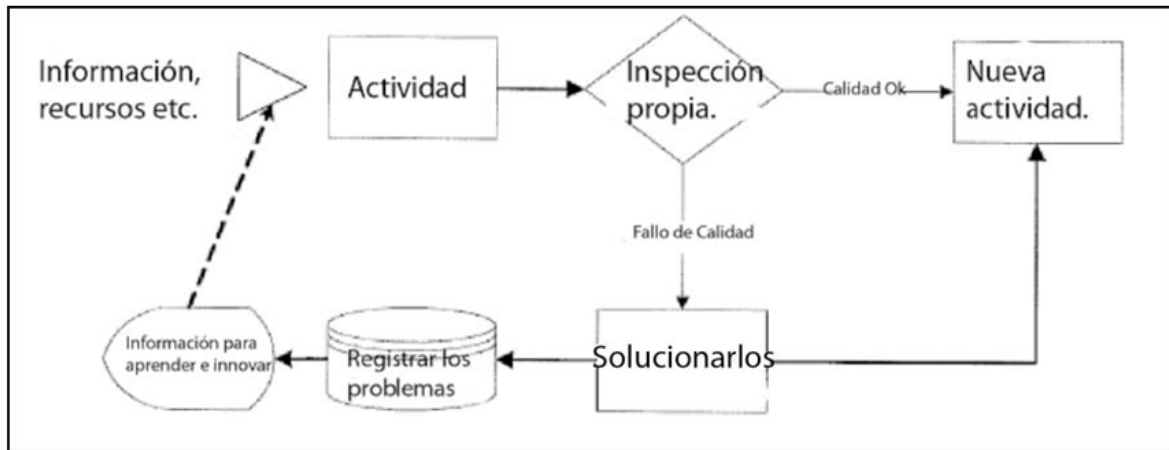 Información,
recursos etc.
Actividad
Inspección
propia.
Calidad Ok
Nueva
actividad.
Fallo de Calidad
Información para
aprender e innovar
Registrar los
problemas
Solucionarlos